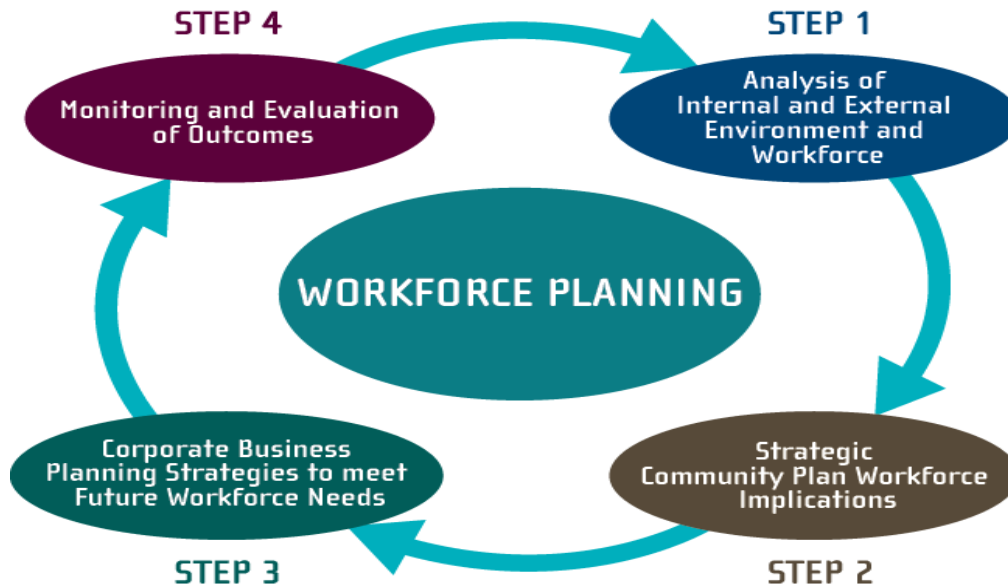 STEP 4
Monitoring and Evaluation
of Outcomes
STEP 1
Analysis of
Internal and External
Environment and
Workforce
WORKFORCE PLANNING
Corporate Business
Planning Strategies to meet
Future Workforce Needs
STEP 3
Strategic
Community Plan Workforce
Implications
STEP 2